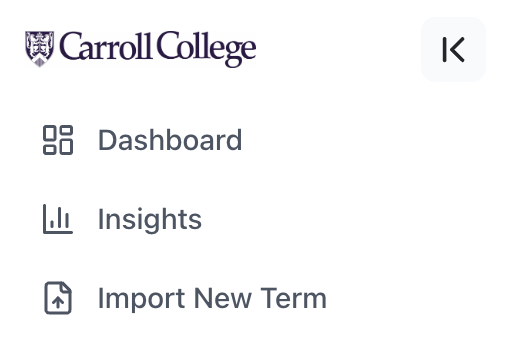 Carroll College
Dashboard
Insights
Import New Term